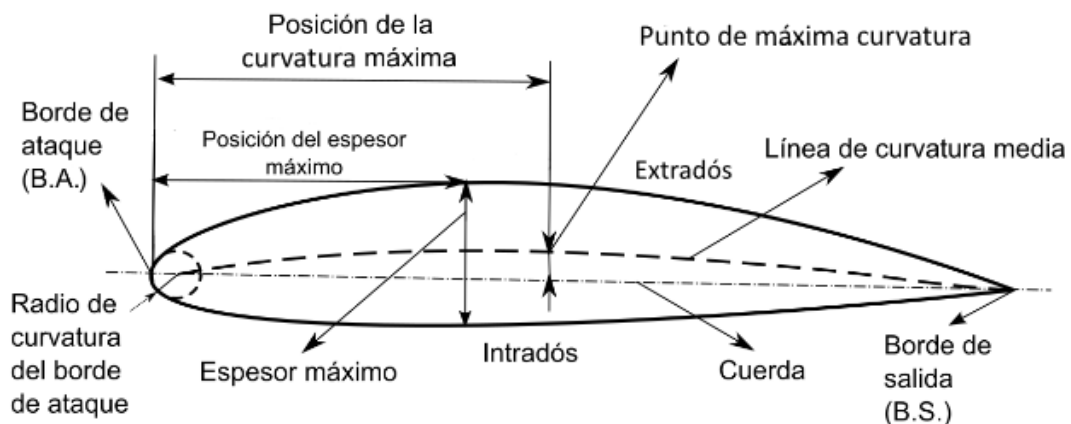 Posición de la
curvatura máxima
Punto de máxima curvatura
Borde de
ataque
(B.A.)
Posición del espesor
máximo
Extradós
Línea de curvatura media
Radio de
curvatura
del borde
de ataque
Espesor máximo
Intradós
Cuerda
Borde de
salida
(B.S.)